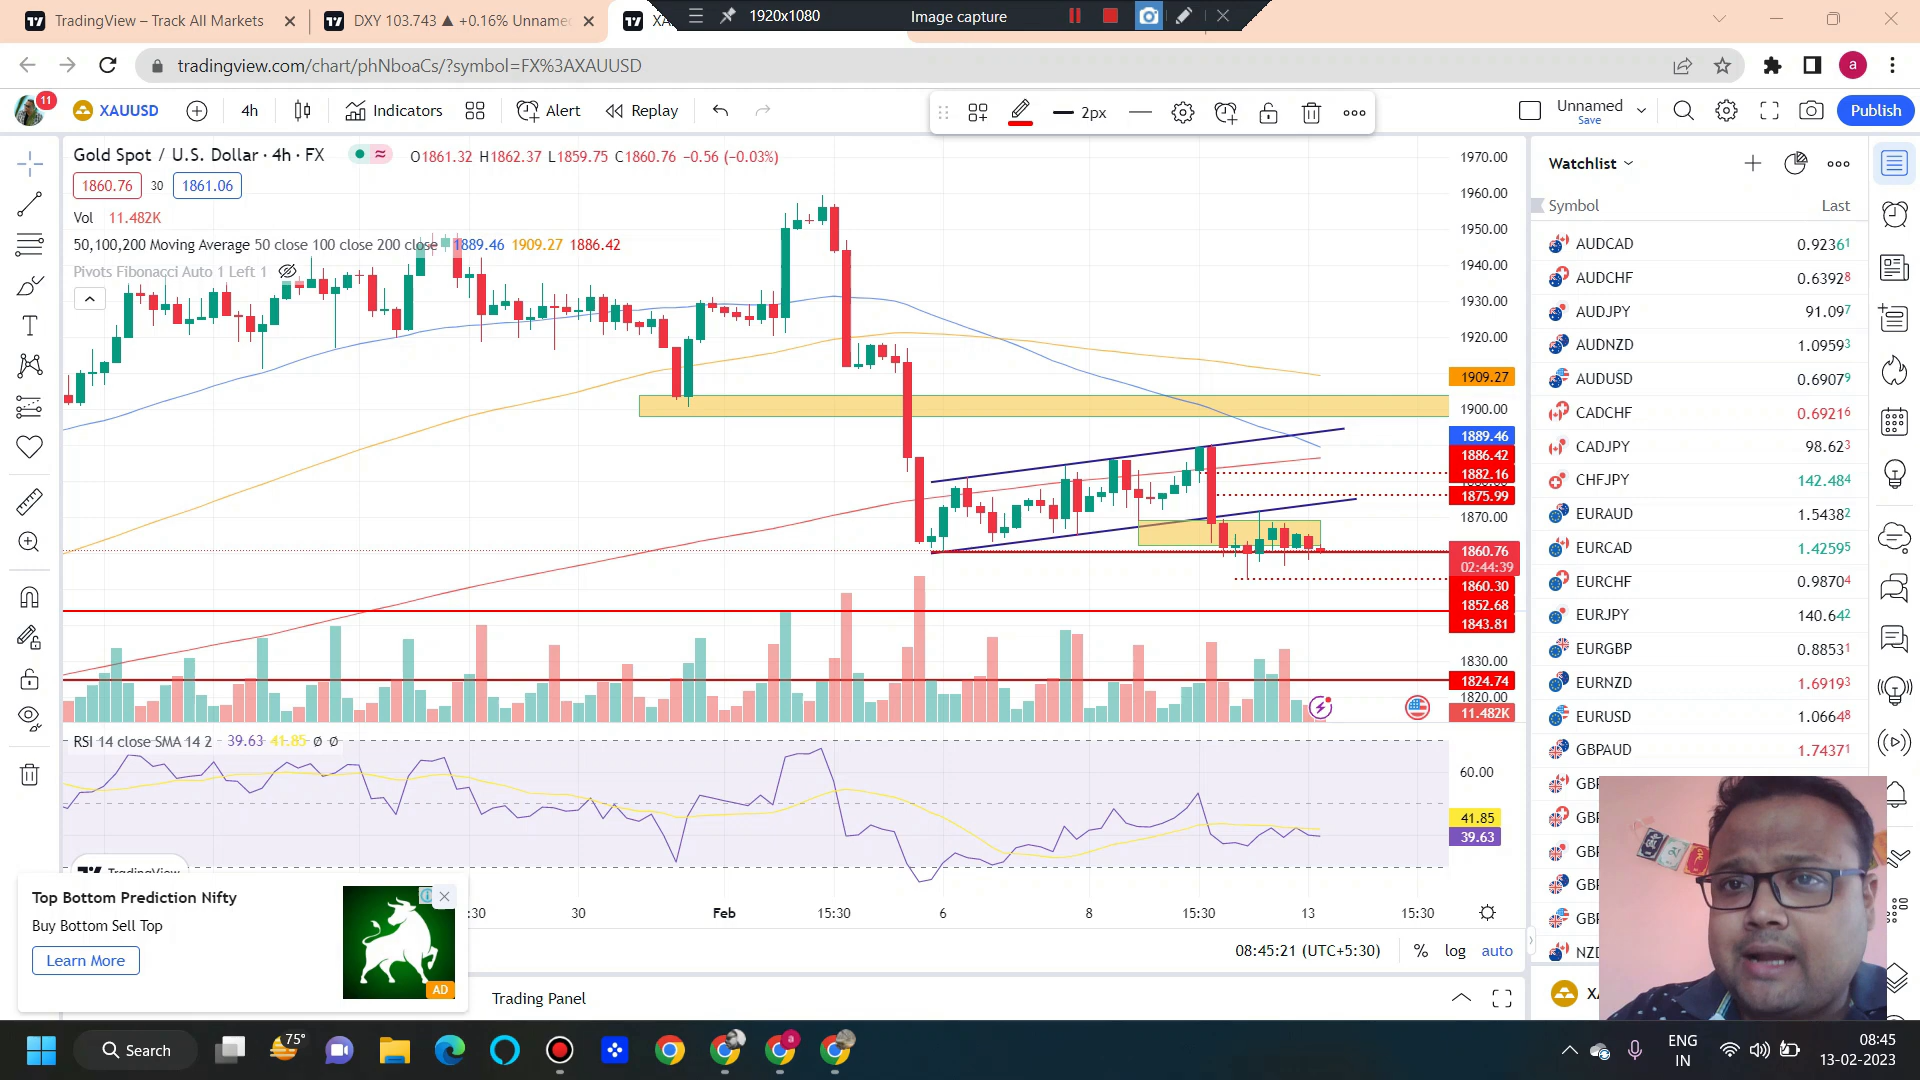 TradingView – Track All Markets
DXY 103.743 ▲ +0.16% Unname
XA
1920x1080
Image capture
tradingview.com/chart/phNboaCs/?symbol=FX%3AXAUUSD
a
11
XAUUSD
4h
Indicators
Alert
Replay
2px
Unnamed
Save
Publish
Gold Spot / U.S. Dollar · 4h · FX
O1861.32 H1862.37 L1859.75 C1860.76 −0.56 (−0.03%)
1860.76
30
1861.06
Vol 11.482K
50,100,200 Moving Average 50 close 100 close 200 close 1889.46 1909.27 1886.42
Pivots Fibonacci Auto 1 Left 1
1970.00
1960.00
1950.00
1940.00
1930.00
1920.00
1909.27
1900.00
1889.46
1886.42
1882.16
1875.99
1870.00
1860.76
02:44:39
1860.30
1852.68
1843.81
1830.00
1824.74
1820.00
11.482K
RSI 14 close SMA 14 2 39.63 41.85 ø ø
60.00
41.85
39.63
TradingView
:30
30
Feb
15:30
6
8
15:30
13
15:30
08:45:21 (UTC+5:30)
%
log
auto
Trading Panel
Top Bottom Prediction Nifty
Buy Bottom Sell Top
Learn More
AD
Watchlist
Symbol
Last
AUDCAD 0.92361
AUDCHF 0.63928
AUDJPY 91.097
AUDNZD 1.09593
AUDUSD 0.69079
CADCHF 0.69216
CADJPY 98.623
CHFJPY 142.484
EURAUD 1.54382
EURCAD 1.42595
EURCHF 0.98704
EURJPY 140.642
EURGBP 0.88531
EURNZD 1.69193
EURUSD 1.06648
GBPAUD 1.74371
GBP
GBP
GBP
GBP
GBP
NZD
XA
Search
75°
ENG
IN
08:45
13-02-2023